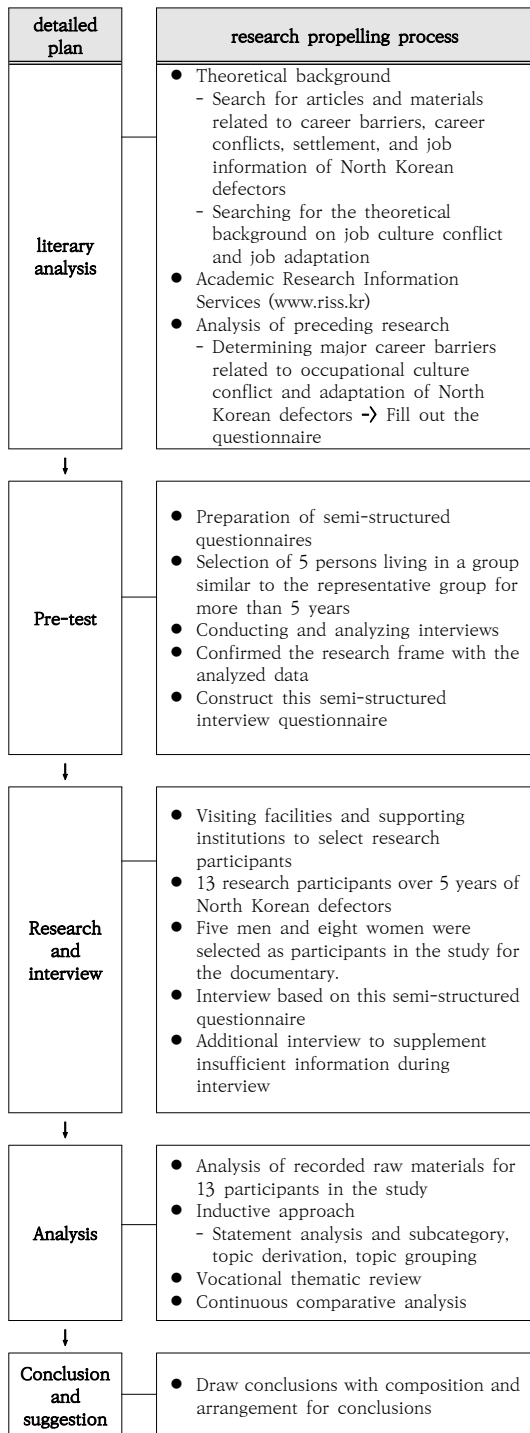 detailed
plan
research propelling process
literary
analysis
● Theoretical background
- Search for articles and materials
related to career barriers, career
conflicts, settlement, and job
information of North Korean
defectors
- Searching for the theoretical
background on job culture conflict
and job adaptation
● Academic Research Information
Services (www.riss.kr)
● Analysis of preceding research
- Determining major career barriers
related to occupational culture
conflict and adaptation of North
Korean defectors → Fill out the
questionnaire
↓
Pre-test
● Preparation of semi-structured
questionnaires
● Selection of 5 persons living in a group
similar to the representative group for
more than 5 years
● Conducting and analyzing interviews
● Confirmed the research frame with the
analyzed data
● Construct this semi-structured
interview questionnaire
↓
Research
and
interview
● Visiting facilities and supporting
institutions to select research
participants
● 13 research participants over 5 years of
North Korean defectors
● Five men and eight women were
selected as participants in the study for
the documentary.
● Interview based on this semi-structured
questionnaire
● Additional interview to supplement
insufficient information during
interview
↓
Analysis
● Analysis of recorded raw materials for
13 participants in the study
● Inductive approach
- Statement analysis and subcategory,
topic derivation, topic grouping
● Vocational thematic review
● Continuous comparative analysis
↓
Conclusion
and
suggestion
● Draw conclusions with composition and
arrangement for conclusions